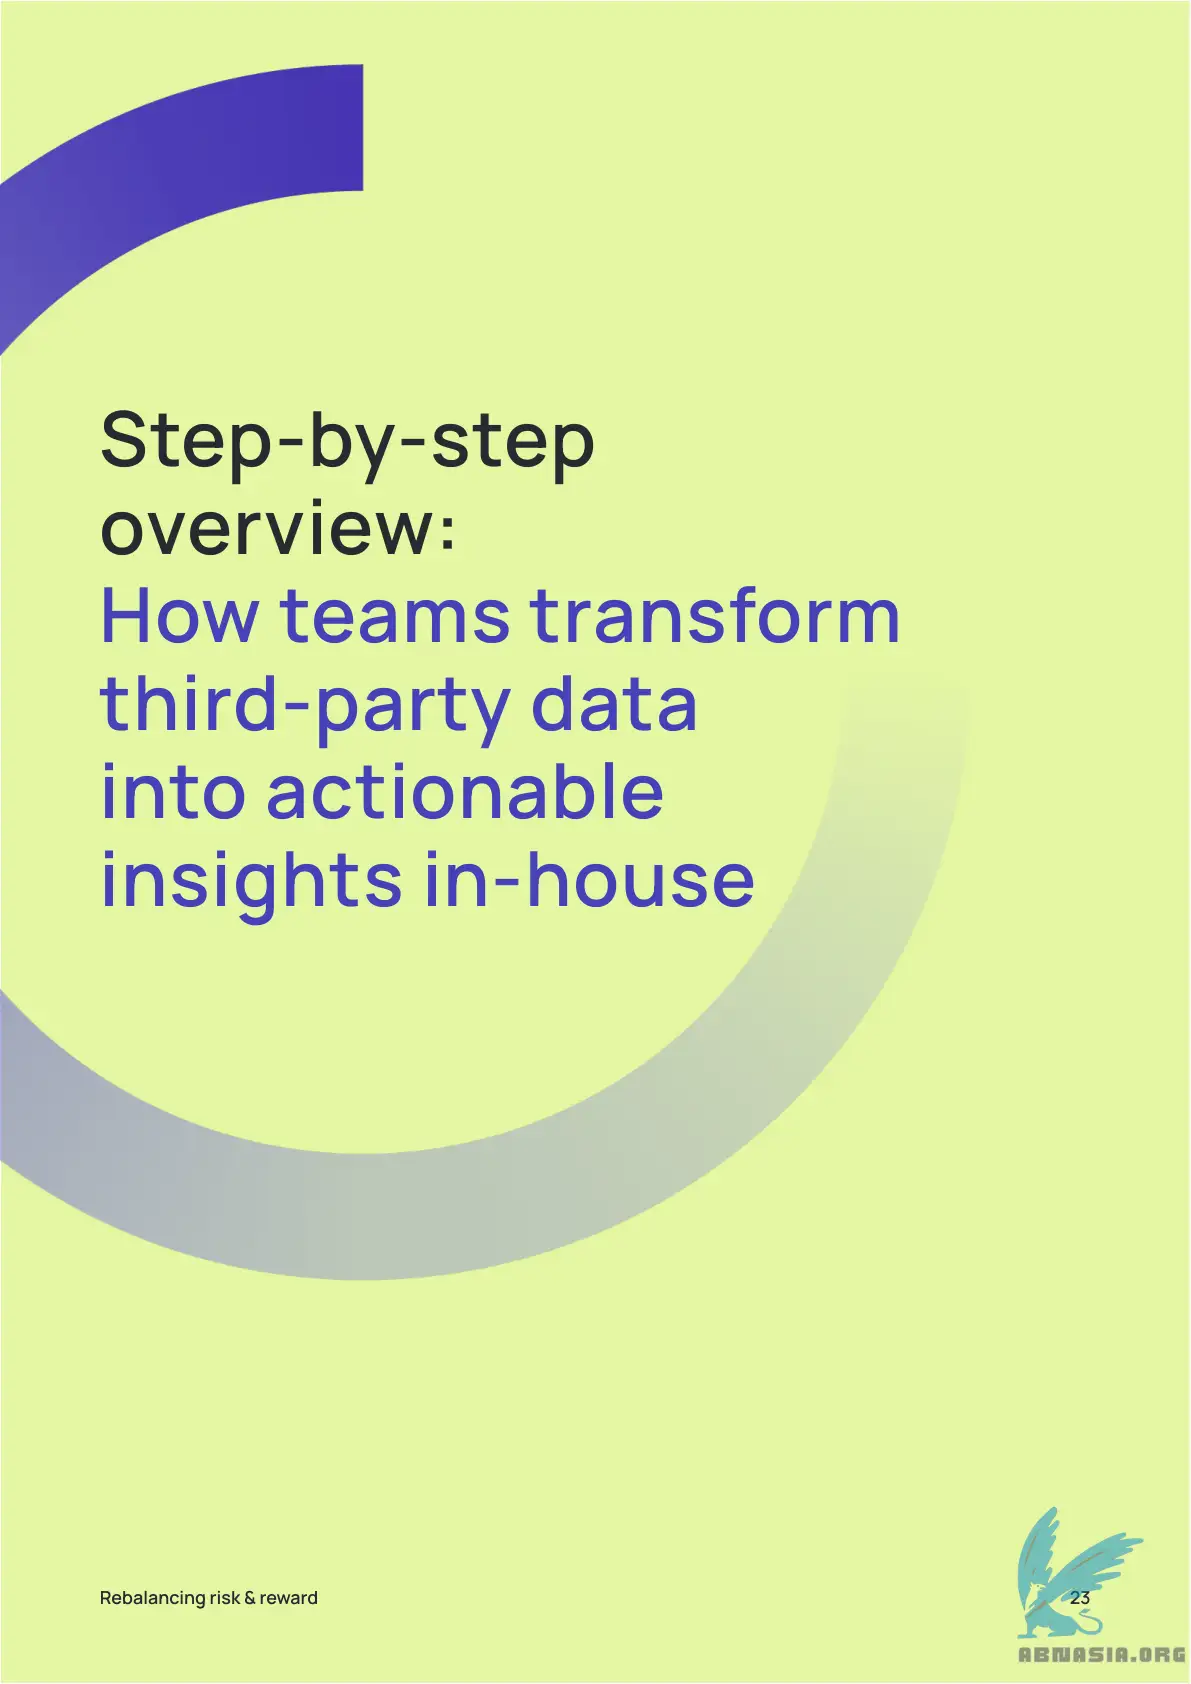 Step-by-step
overview:
How teams transform
third-party data
into actionable
insights in-house
Rebalancing risk & reward
23
ABNASIA.ORG